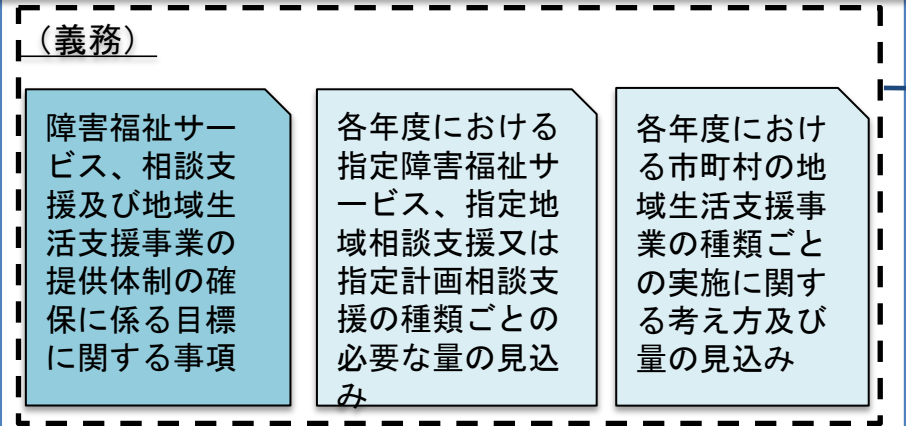 （義務）
障害福祉サー
ビス、相談支
援及び地域生
活支援事業の
提供体制の確
保に係る目標
に関する事項
各年度における
指定障害福祉サ
ービス、指定地
域相談支援又は
指定計画相談支
援の種類ごとの
必要な量の見込
み
各年度におけ
る市町村の地
域生活支援事
業の種類ごと
の実施に関す
る考え方及び
量の見込み